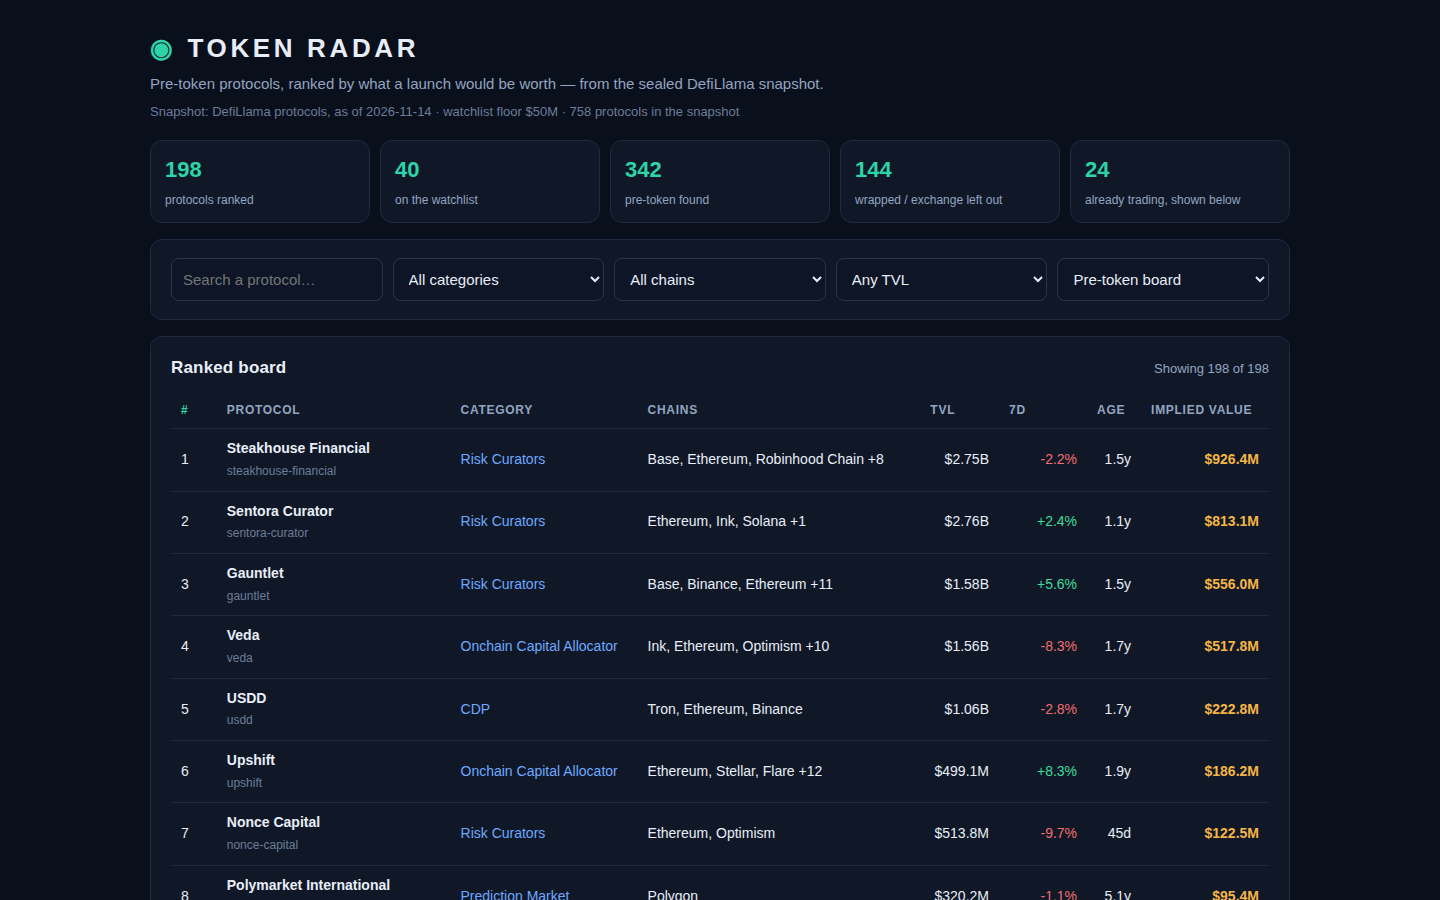 ◉ TOKEN RADAR
Pre-token protocols, ranked by what a launch would be worth — from the sealed DefiLlama snapshot.
Snapshot: DefiLlama protocols, as of 2026-11-14 · watchlist floor $50M · 758 protocols in the snapshot
198 40 342 144 24
protocols ranked on the watchlist pre-token found wrapped / exchange left out already trading, shown below
Search a protocol… All categories All chains Any TVL Pre-token board
Ranked board Showing 198 of 198
# PROTOCOL CATEGORY CHAINS TVL 7D AGE IMPLIED VALUE
Steakhouse Financial
1 Risk Curators Base, Ethereum, Robinhood Chain +8 $2.75B -2.2% 1.5y $926.4M
steakhouse-financial
Sentora Curator
2 Risk Curators Ethereum, Ink, Solana +1 $2.76B +2.4% 1.1y $813.1M
sentora-curator
Gauntlet
3 Risk Curators Base, Binance, Ethereum +11 $1.58B +5.6% 1.5y $556.0M
gauntlet
Veda
4 Onchain Capital Allocator Ink, Ethereum, Optimism +10 $1.56B -8.3% 1.7y $517.8M
veda
USDD
5 CDP Tron, Ethereum, Binance $1.06B -2.8% 1.7y $222.8M
usdd
Upshift
6 Onchain Capital Allocator Ethereum, Stellar, Flare +12 $499.1M +8.3% 1.9y $186.2M
upshift
Nonce Capital
7 Risk Curators Ethereum, Optimism $513.8M -9.7% 45d $122.5M
nonce-capital
Polymarket International
8 Prediction Market Polygon $320.2M -1.1% 5.1y $95.4M